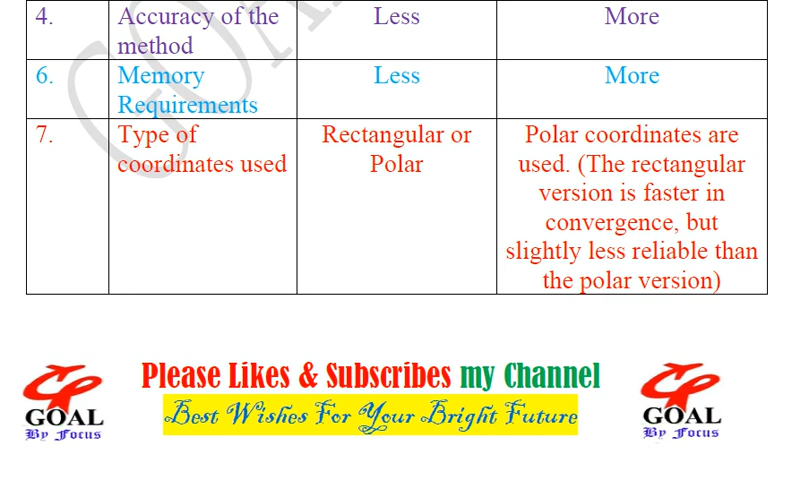 4. Accuracy of the Less More
method
6. Memory Less More
Requirements
7. Type of Rectangular or Polar coordinates are
coordinates used Polar used. (The rectangular
version is faster in
convergence, but
slightly less reliable than
the polar version)
Please Likes & Subscribes my Channel
Best Wishes For Your Bright Future
GOAL
By Focus
GOAL
By Focus